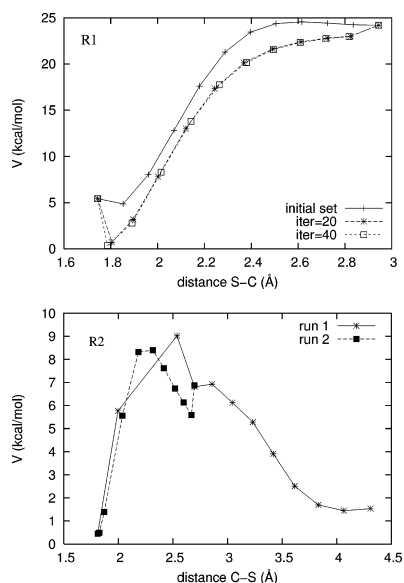 25
20
15
10
5
0
V (kcal/mol)
R1
initial set
iter=20
iter=40
1.6 1.8 2 2.2 2.4 2.6 2.8 3
distance S−C (Å)
10
9
8
7
6
5
4
3
2
1
0
V (kcal/mol)
R2
run 1
run 2
1.5 2 2.5 3 3.5 4 4.5
distance C−S (Å)